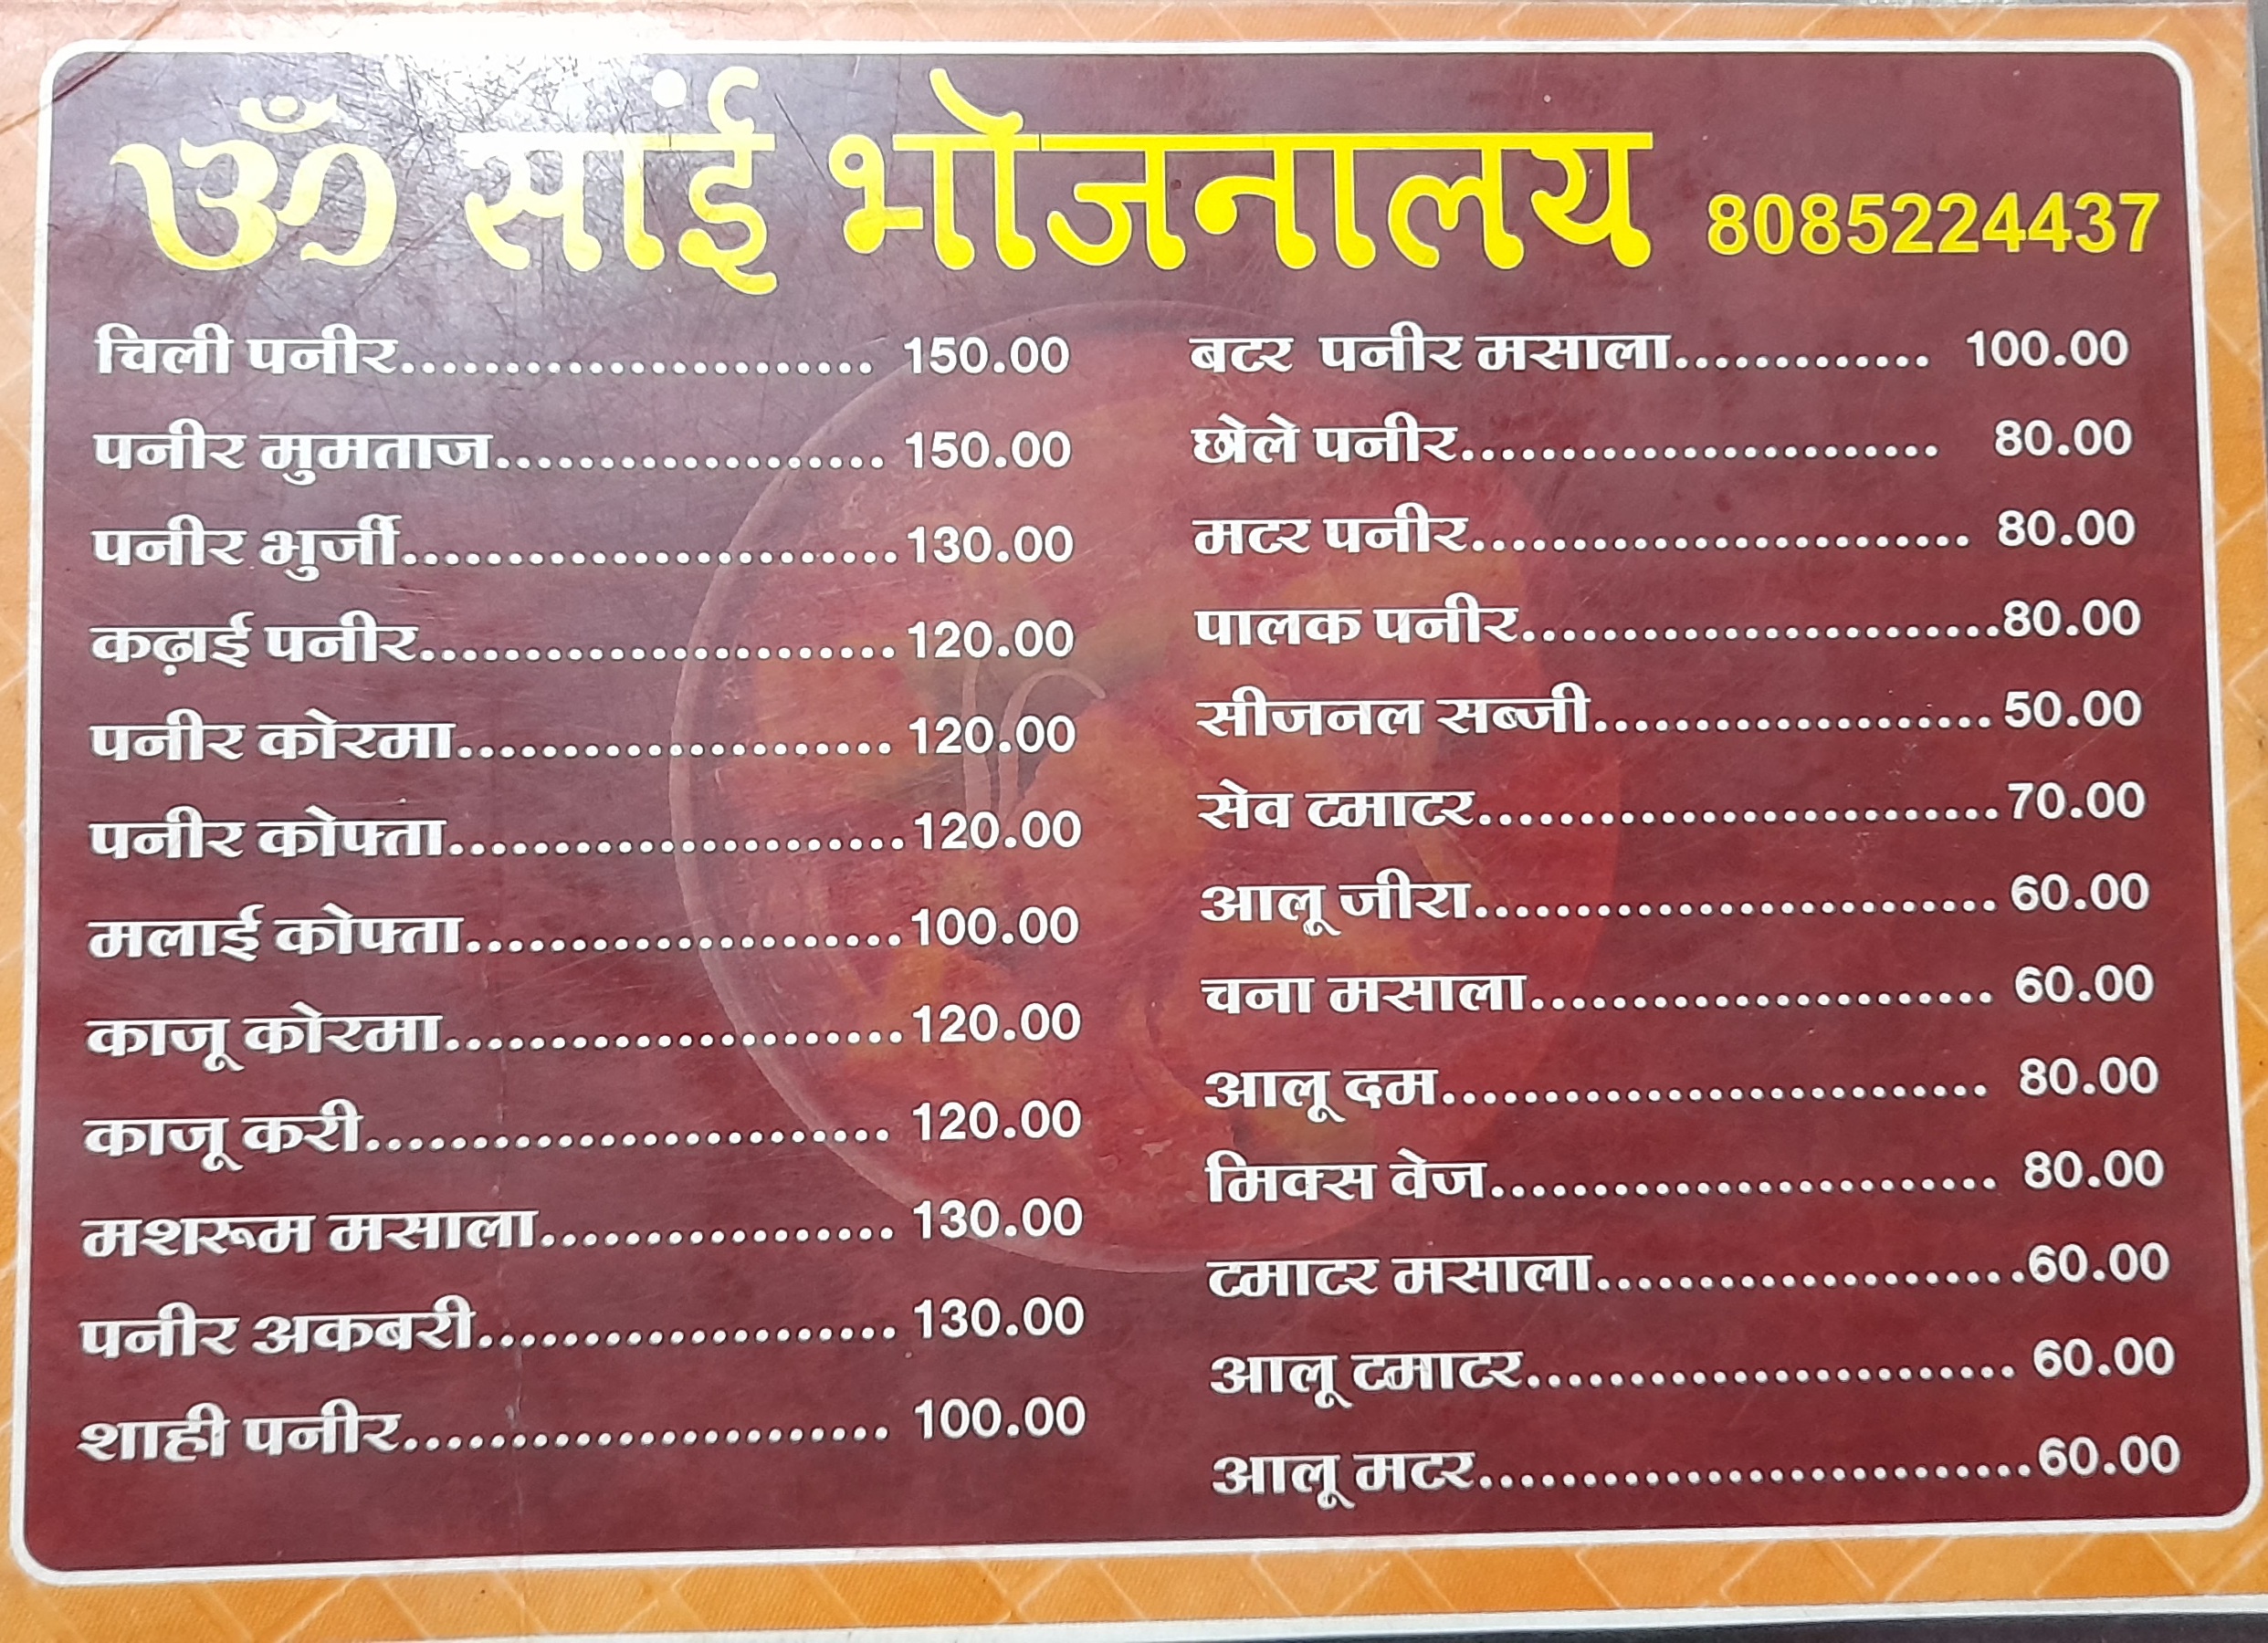 ॐ सांई भोजनालय 8085224437
चिली पनीर....................... 150.00
पनीर मुमताज................... 150.00
पनीर भुर्जी........................130.00
कढ़ाई पनीर.......................120.00
पनीर कोरमा..................... 120.00
पनीर कोफ्ता......................120.00
मलाई कोफ्ता.....................100.00
काजू कोरमा......................120.00
काजू करी......................... 120.00
मशरूम मसाला................. 130.00
पनीर अकबरी.................... 130.00
शाही पनीर....................... 100.00
बटर पनीर मसाला............. 100.00
छोले पनीर........................ 80.00
मटर पनीर......................... 80.00
पालक पनीर........................80.00
सीजनल सब्जी.................... 50.00
सेव टमाटर..........................70.00
आलू जीरा.......................... 60.00
चना मसाला....................... 60.00
आलू दम........................... 80.00
मिक्स वेज......................... 80.00
टमाटर मसाला.....................60.00
आलू टमाटर........................ 60.00
आलू मटर...........................60.00